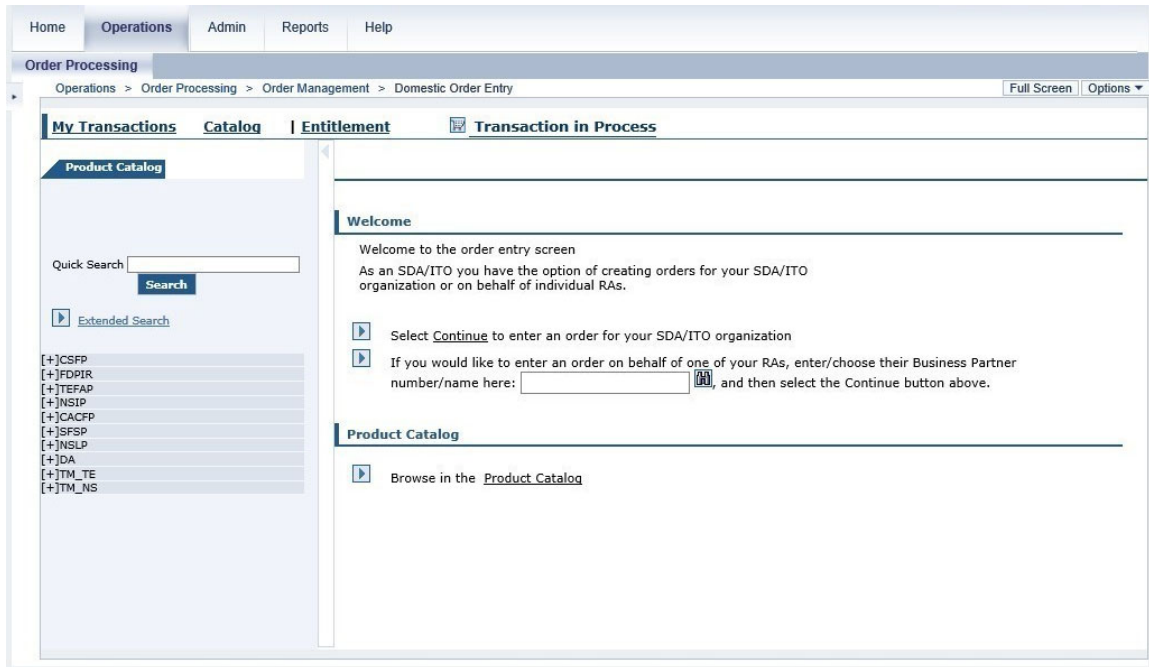 Home Operations Admin Reports Help
Order Processing
Operations > Order Processing > Order Management > Domestic Order Entry
Full Screen Options
My Transactions Catalog | Entitlement Transaction in Process
Product Catalog
Quick Search
Search
Extended Search
[+]CSFP
[+]FDPIR
[+]TEFAP
[+]NSIP
[+]CACFP
[+]SFSP
[+]NSLP
[+]DA
[+]TM_TE
[+]TM_NS
Welcome
Welcome to the order entry screen
As an SDA/ITO you have the option of creating orders for your SDA/ITO
organization or on behalf of individual RAs.
Select Continue to enter an order for your SDA/ITO organization
If you would like to enter an order on behalf of one of your RAs, enter/choose their Business Partner
number/name here: , and then select the Continue button above.
Product Catalog
Browse in the Product Catalog